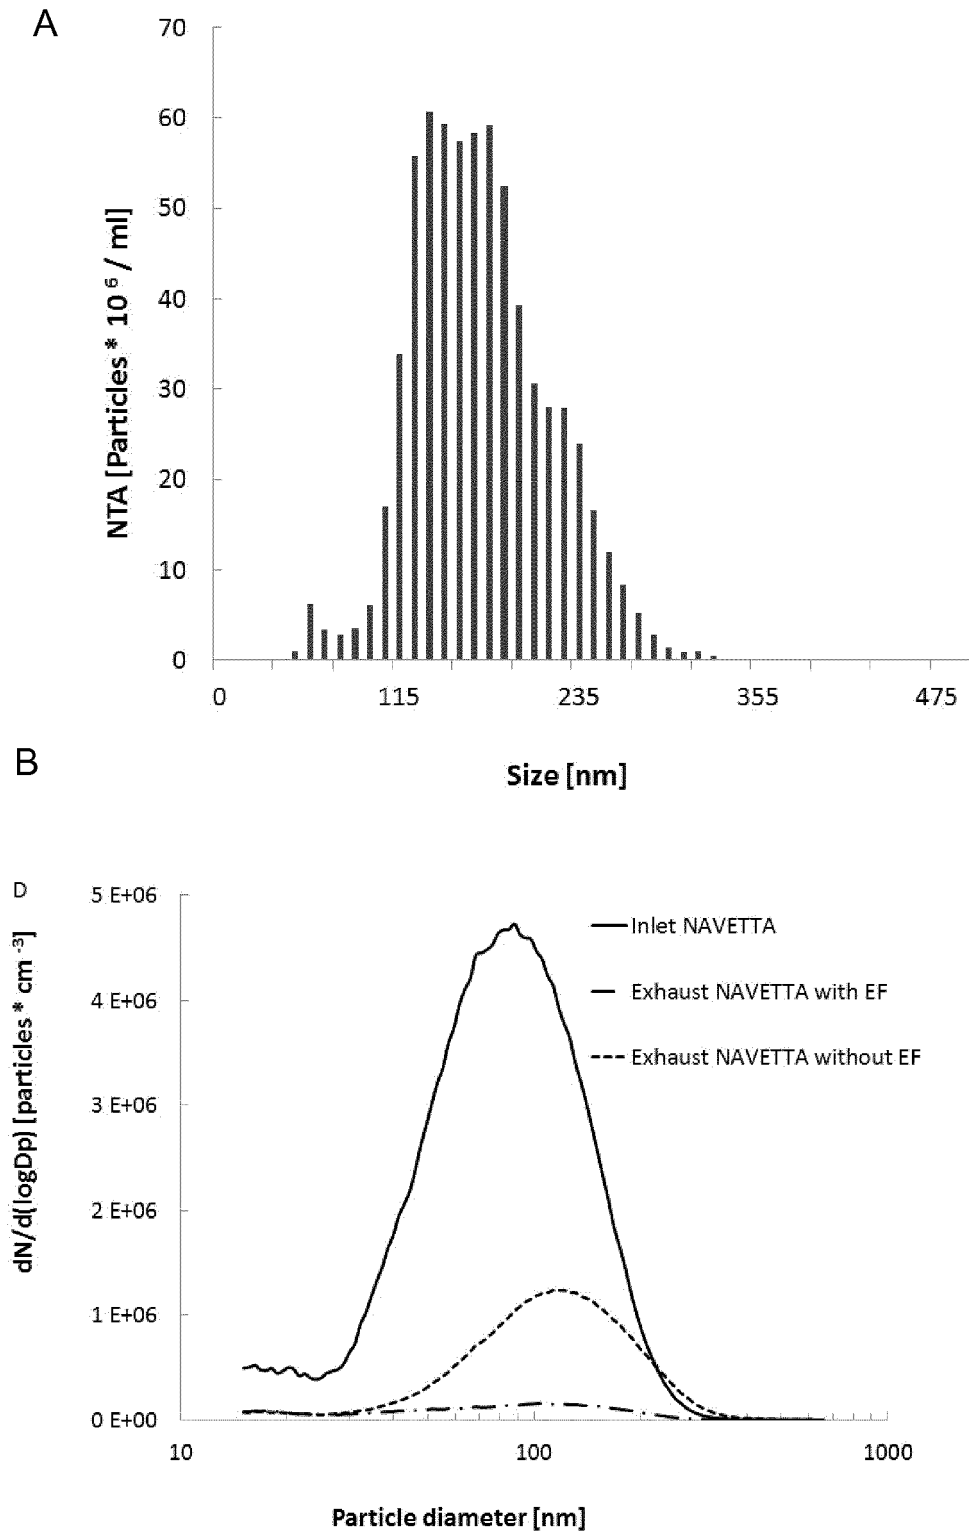 A
NTA [Particles * 10 6 / ml]
70
60
50
40
30
20
10
0
0 115 235 355 475
Size [nm]
B
D
dN/d(logDp) [particles * cm -3]
5 E+06
4 E+06
3 E+06
2 E+06
1 E+06
0 E+00
Inlet NAVETTA
Exhaust NAVETTA with EF
Exhaust NAVETTA without EF
10 100 1000
Particle diameter [nm]